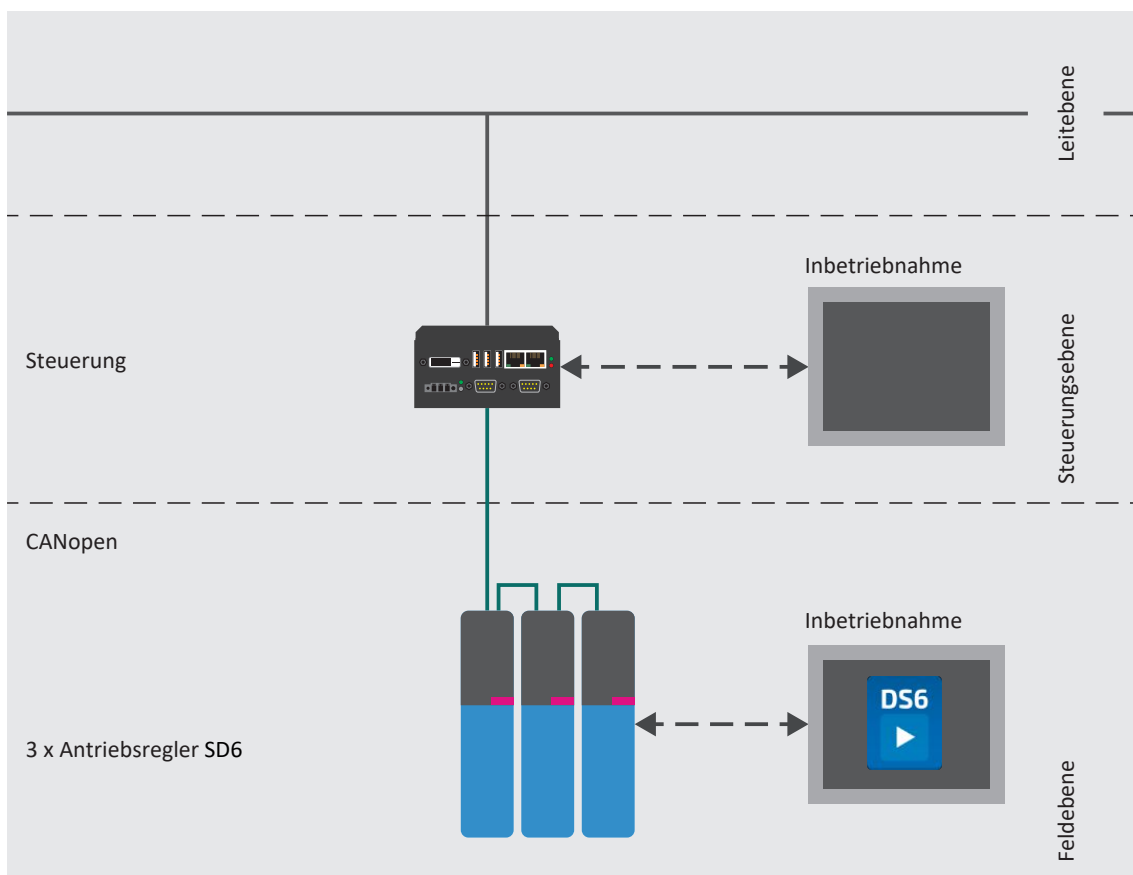 Leitebene
Inbetriebnahme
Steuerung
Steuerungsebene
CANopen
Inbetriebnahme
DS6
3 x Antriebsregler SD6
Feldebene